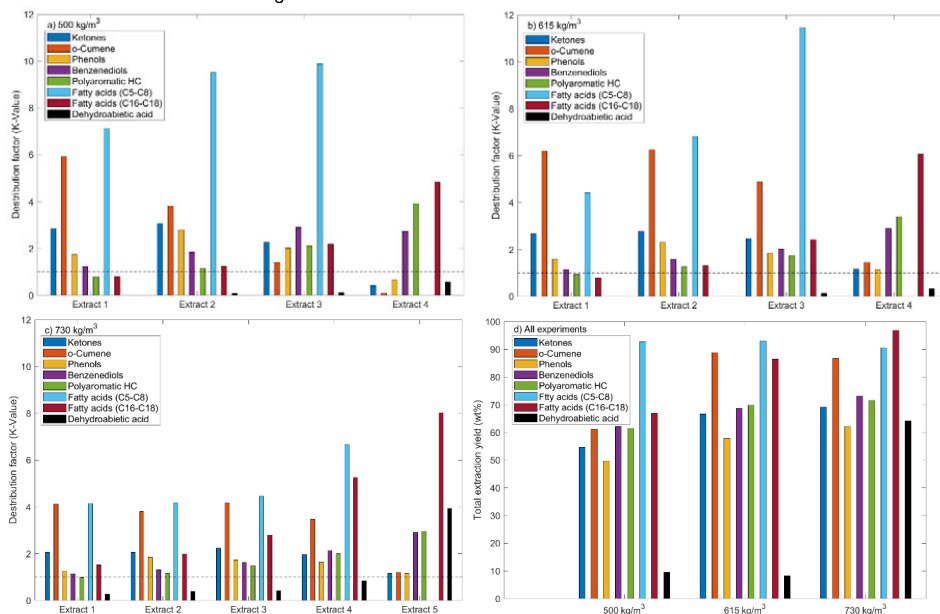 a) 500 kg/m³
Ketones
o-Cumene
Phenols
Benzenediols
Polyaromatic HC
Fatty acids (C5-C8)
Fatty acids (C16-C18)
Dehydroabietic acid
Destribution factor (K-Value)
12
10
8
6
4
2
0
Extract 1
Extract 2
Extract 3
Extract 4
b) 615 kg/m³
Ketones
o-Cumene
Phenols
Benzenediols
Polyaromatic HC
Fatty acids (C5-C8)
Fatty acids (C16-C18)
Dehydroabietic acid
Destribution factor (K-Value)
12
10
8
6
4
2
0
Extract 1
Extract 2
Extract 3
Extract 4
c) 730 kg/m³
Ketones
o-Cumene
Phenols
Benzenediols
Polyaromatic HC
Fatty acids (C5-C8)
Fatty acids (C16-C18)
Dehydroabietic acid
Destribution factor (K-Value)
12
10
8
6
4
2
0
Extract 1
Extract 2
Extract 3
Extract 4
Extract 5
d) All experiments
Ketones
o-Cumene
Phenols
Benzenediols
Polyaromatic HC
Ftty acids (C5-C8)
Fatty acids (C16-C18)
Dehydroabietic acid
Total extraction yield (wt%)
100
90
80
70
60
50
40
30
20
10
0
500 kg/m³
615 kg/m³
730 kg/m³